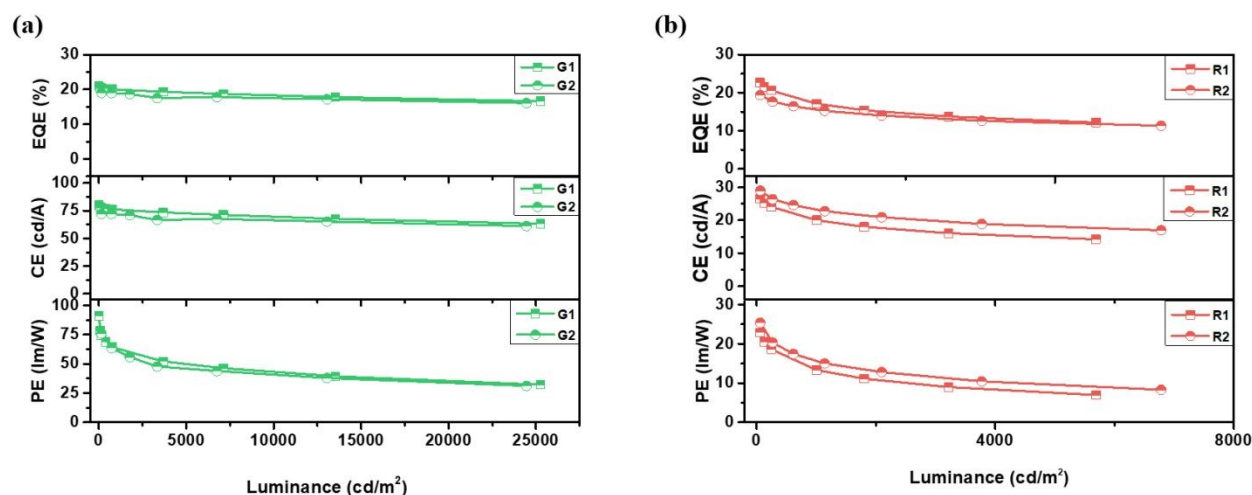 (a)
EQE (%)
30
20
10
0
G1
G2
CE (cd/A)
100
75
50
25
0
G1
G2
PE (lm/W)
100
75
50
25
0
G1
G2
0
5000
10000
15000
20000
25000
Luminance (cd/m²)
(b)
EQE (%)
30
20
10
0
R1
R2
CE (cd/A)
30
20
10
0
R1
R2
PE (lm/W)
30
20
10
0
R1
R2
0
4000
8000
Luminance (cd/m²)